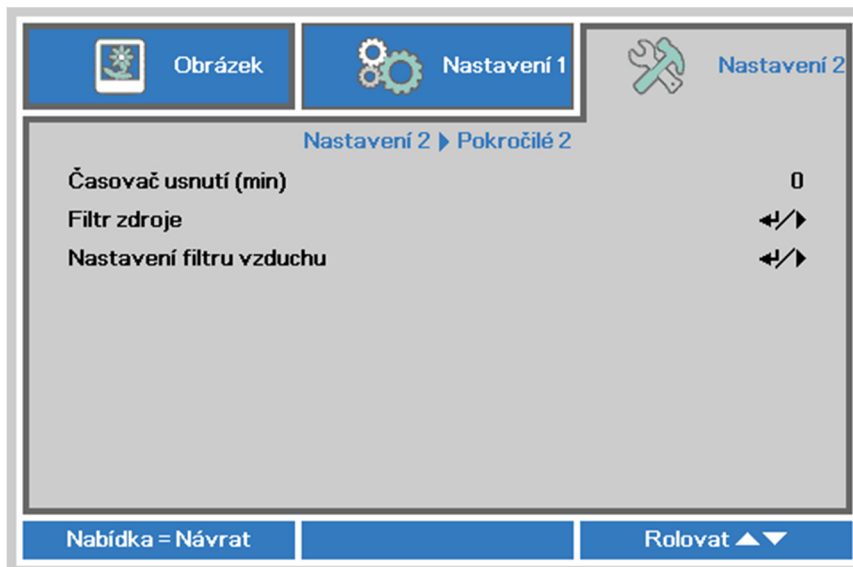 Obrázek
Nastavení 1
Nastavení 2
Nastavení 2 ▶ Pokročilé 2
Časovač usnutí (min) 0
Filtr zdroje ↵/▶
Nastavení filtru vzduchu ↵/▶
Nabídka = Návrat
Rolovat ▲▼